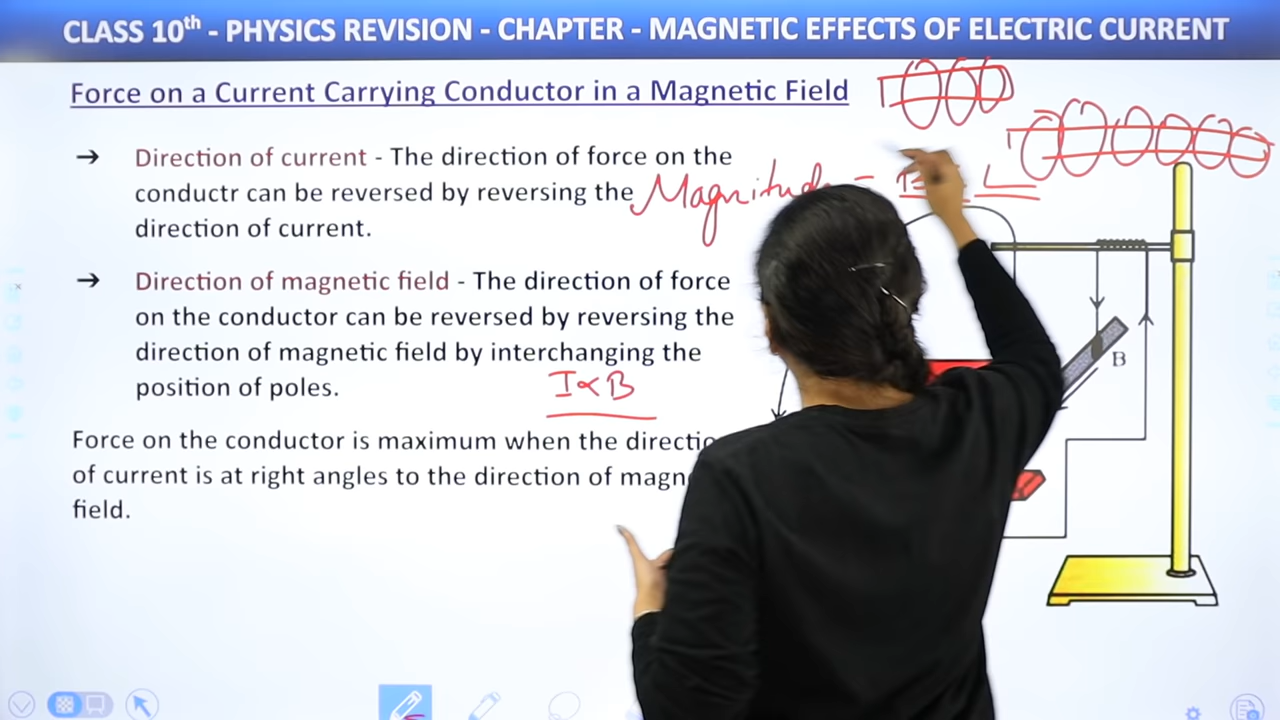 CLASS 10th - PHYSICS REVISION - CHAPTER - MAGNETIC EFFECTS OF ELECTRIC CURRENT
Force on a Current Carrying Conductor in a Magnetic Field
→ Direction of current - The direction of force on the
conductr can be reversed by reversing the
direction of current.
Magnitude =
L
→ Direction of magnetic field - The direction of force
on the conductor can be reversed by reversing the
direction of magnetic field by interchanging the
position of poles.
I ∝ B
B
Force on the conductor is maximum when the directio
of current is at right angles to the direction of magn
field.